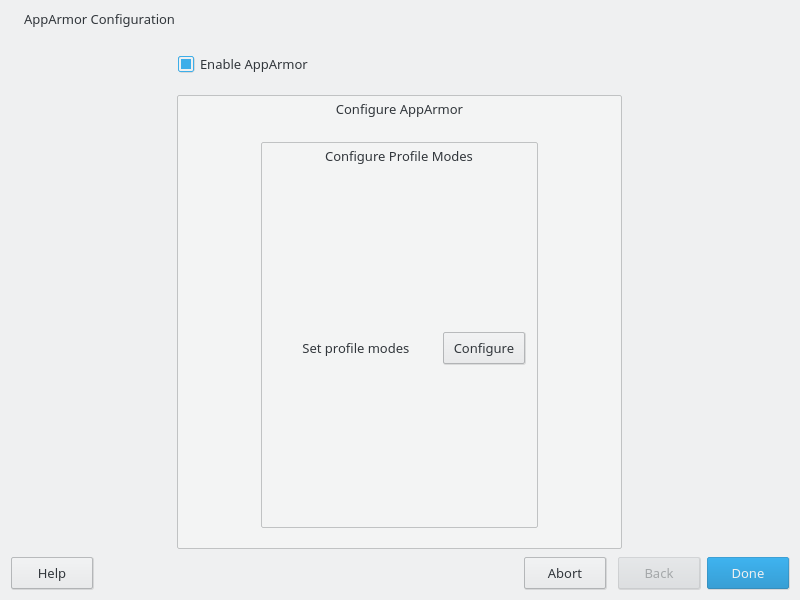 AppArmor Configuration
Enable AppArmor
Configure AppArmor
Configure Profile Modes
Set profile modes
Configure
Help
Abort
Back
Done